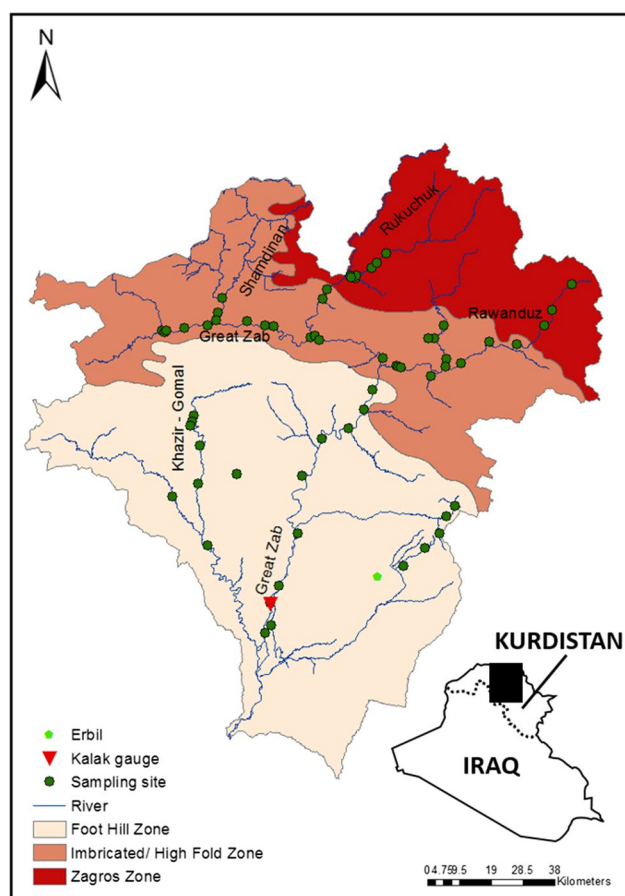 N
Rukuchuk
Shamdinan
Rawanduz
Great Zab
Khazir - Gomal
Great Zab
KURDISTAN
IRAQ
Erbil
Kalak gauge
Sampling site
River
Foot Hill Zone
Imbricated/ High Fold Zone
Zagros Zone
0 4.75 9.5 19 28.5 38
Kilometers